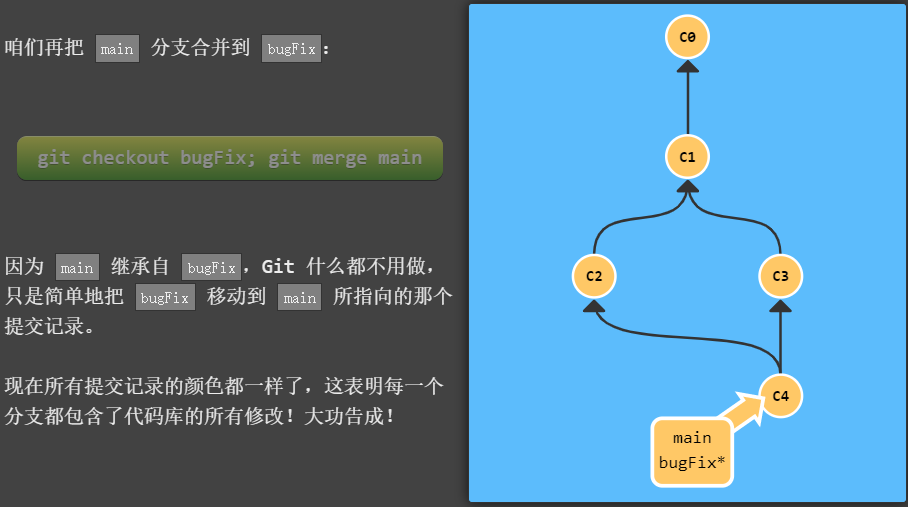 咱们再把 main 分支合并到 bugFix：
git checkout bugFix; git merge main
因为 main 继承自 bugFix，Git 什么都不用做，
只是简单地把 bugFix 移动到 main 所指向的那个
提交记录。
现在所有提交记录的颜色都一样了，这表明每一个
分支都包含了代码库的所有修改！大功告成！
C0
C1
C2
C3
C4
main
bugFix*